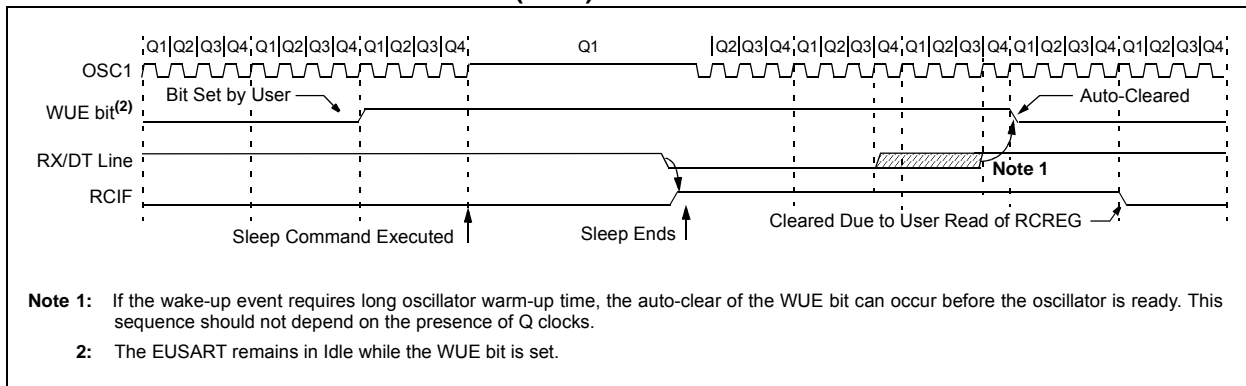 Q1 Q2 Q3 Q4 Q1 Q2 Q3 Q4 Q1 Q2 Q3 Q4 Q1 Q2 Q3 Q4 Q1 Q2 Q3 Q4 Q1 Q2 Q3 Q4 Q1 Q2 Q3 Q4 Q1 Q2 Q3 Q4
OSC1
Bit Set by User
Auto-Cleared
WUE bit(2)
RX/DT Line
Note 1
RCIF
Cleared Due to User Read of RCREG
Sleep Command Executed
Sleep Ends
Note 1: If the wake-up event requires long oscillator warm-up time, the auto-clear of the WUE bit can occur before the oscillator is ready. This
sequence should not depend on the presence of Q clocks.
2: The EUSART remains in Idle while the WUE bit is set.